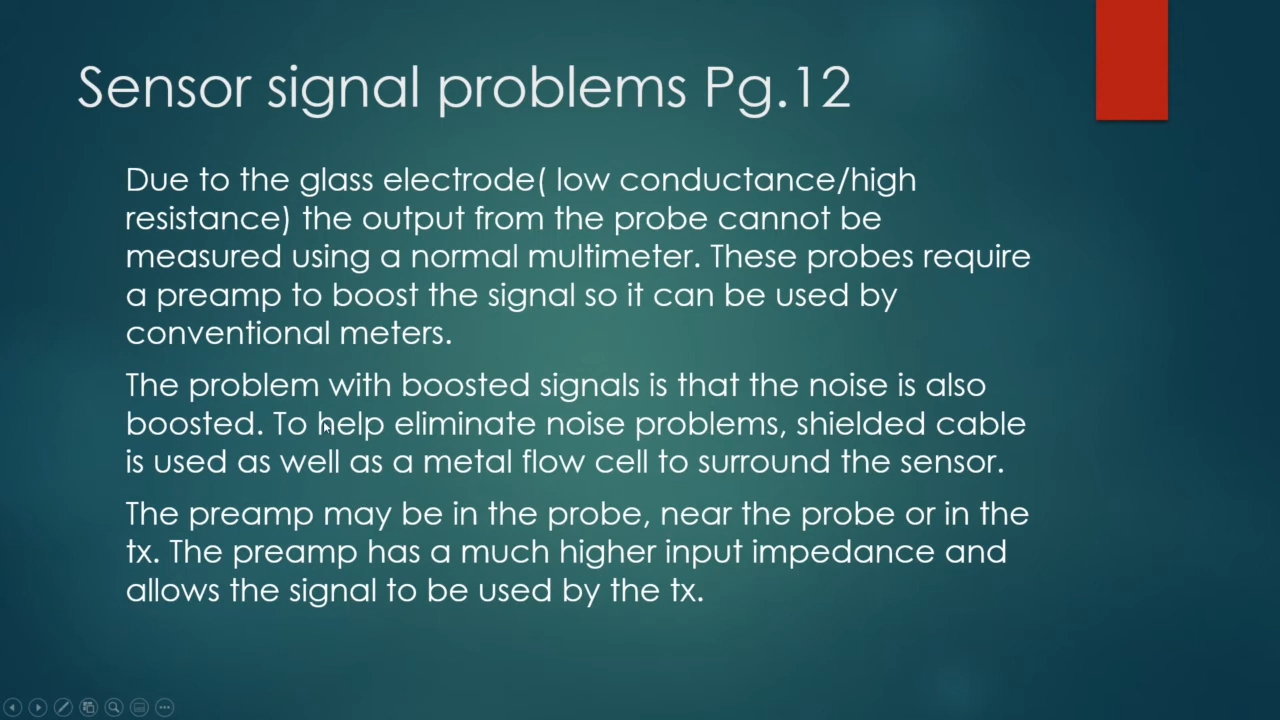 Sensor signal problems Pg.12
Due to the glass electrode( low conductance/high
resistance) the output from the probe cannot be
measured using a normal multimeter. These probes require
a preamp to boost the signal so it can be used by
conventional meters.
The problem with boosted signals is that the noise is also
boosted. To help eliminate noise problems, shielded cable
is used as well as a metal flow cell to surround the sensor.
The preamp may be in the probe, near the probe or in the
tx. The preamp has a much higher input impedance and
allows the signal to be used by the tx.